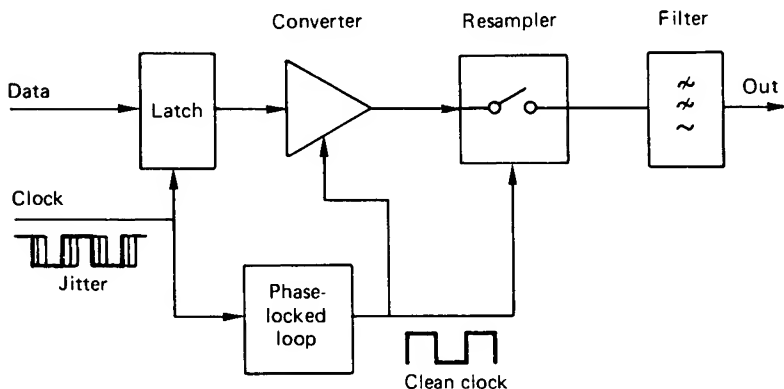 Converter
Resampler
Filter
Data
Latch
Out
Clock
Jitter
Phase-
locked
loop
Clean clock